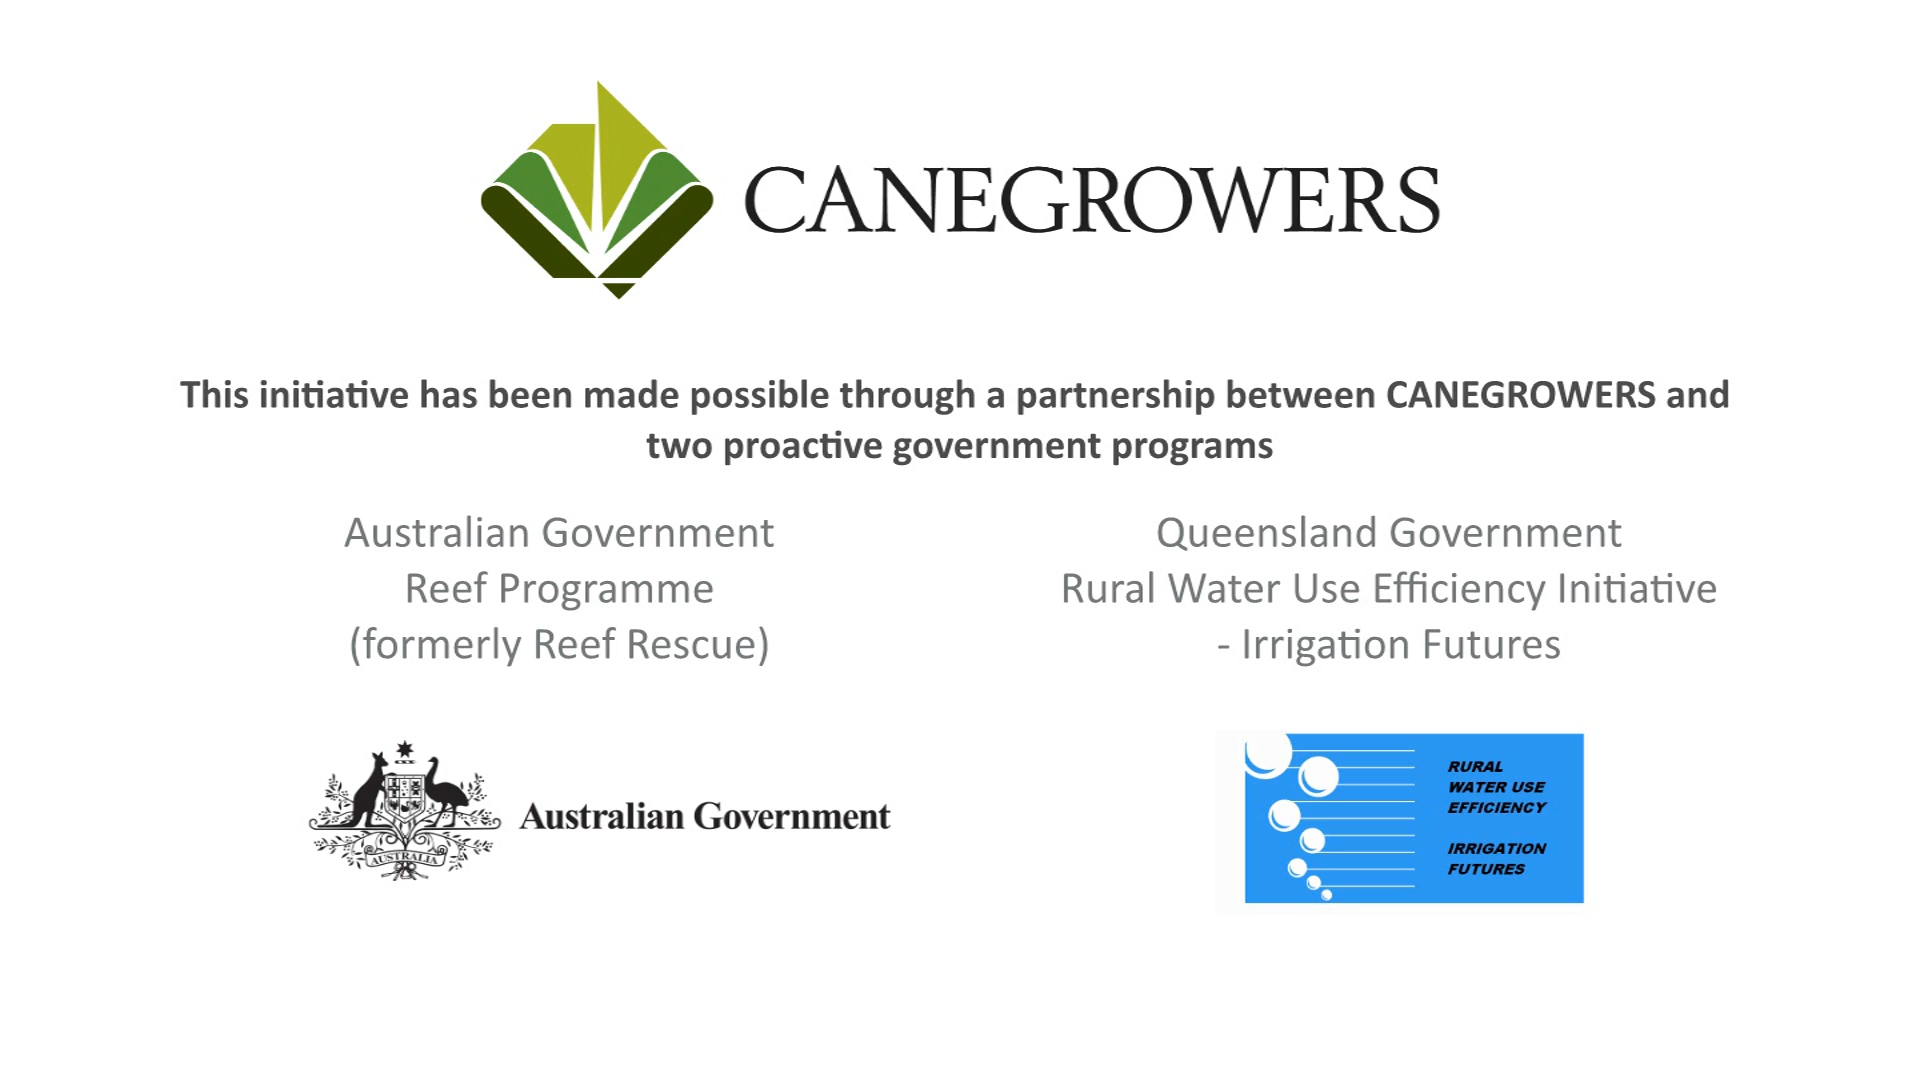 CANEGROWERS
This initiative has been made possible through a partnership between CANEGROWERS and
two proactive government programs
Australian Government
Reef Programme
(formerly Reef Rescue)
Queensland Government
Rural Water Use Efficiency Initiative
- Irrigation Futures
AUSTRALIA
Australian Government
RURAL
WATER USE
EFFICIENCY
IRRIGATION
FUTURES